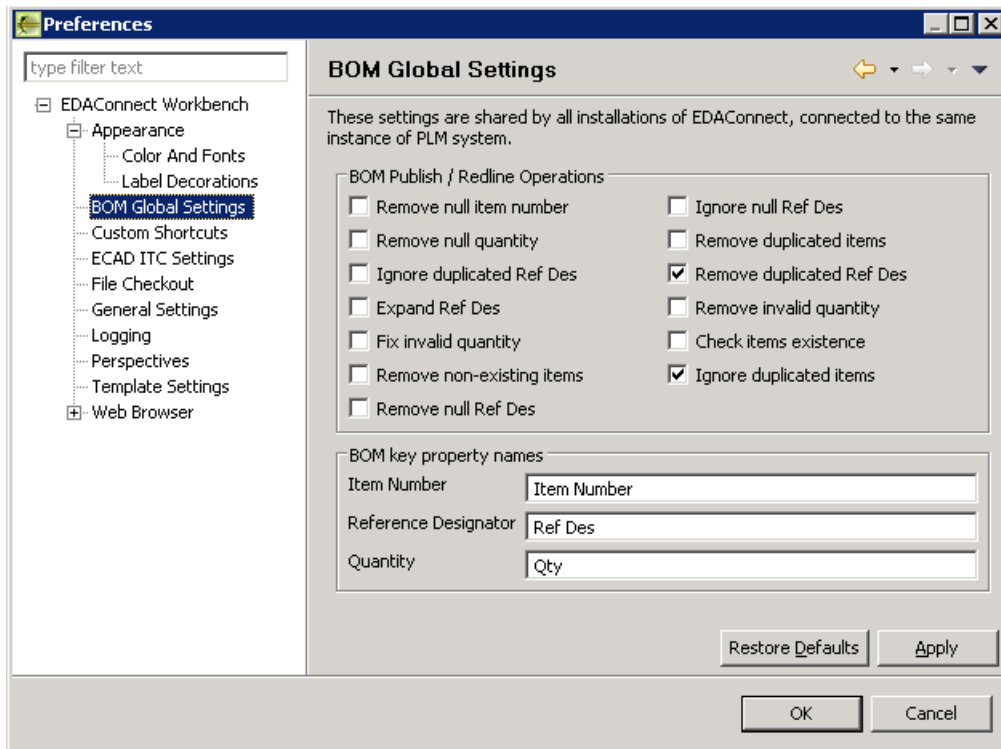 Preferences
type filter text
EDAConnect Workbench
Appearance
Color And Fonts
Label Decorations
BOM Global Settings
Custom Shortcuts
ECAD ITC Settings
File Checkout
General Settings
Logging
Perspectives
Template Settings
Web Browser
BOM Global Settings
These settings are shared by all installations of EDAConnect, connected to the same
instance of PLM system.
BOM Publish / Redline Operations
Remove null item number
Ignore null Ref Des
Remove null quantity
Remove duplicated items
Ignore duplicated Ref Des
Remove duplicated Ref Des
Expand Ref Des
Remove invalid quantity
Fix invalid quantity
Check items existence
Remove non-existing items
Ignore duplicated items
Remove null Ref Des
BOM key property names
Item Number
Item Number
Reference Designator
Ref Des
Quantity
Qty
Restore Defaults
Apply
OK
Cancel